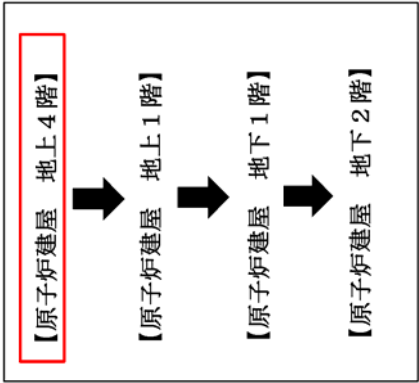 【原子炉建屋　地上４階】
【原子炉建屋　地上１階】
【原子炉建屋　地下１階】
【原子炉建屋　地下２階】